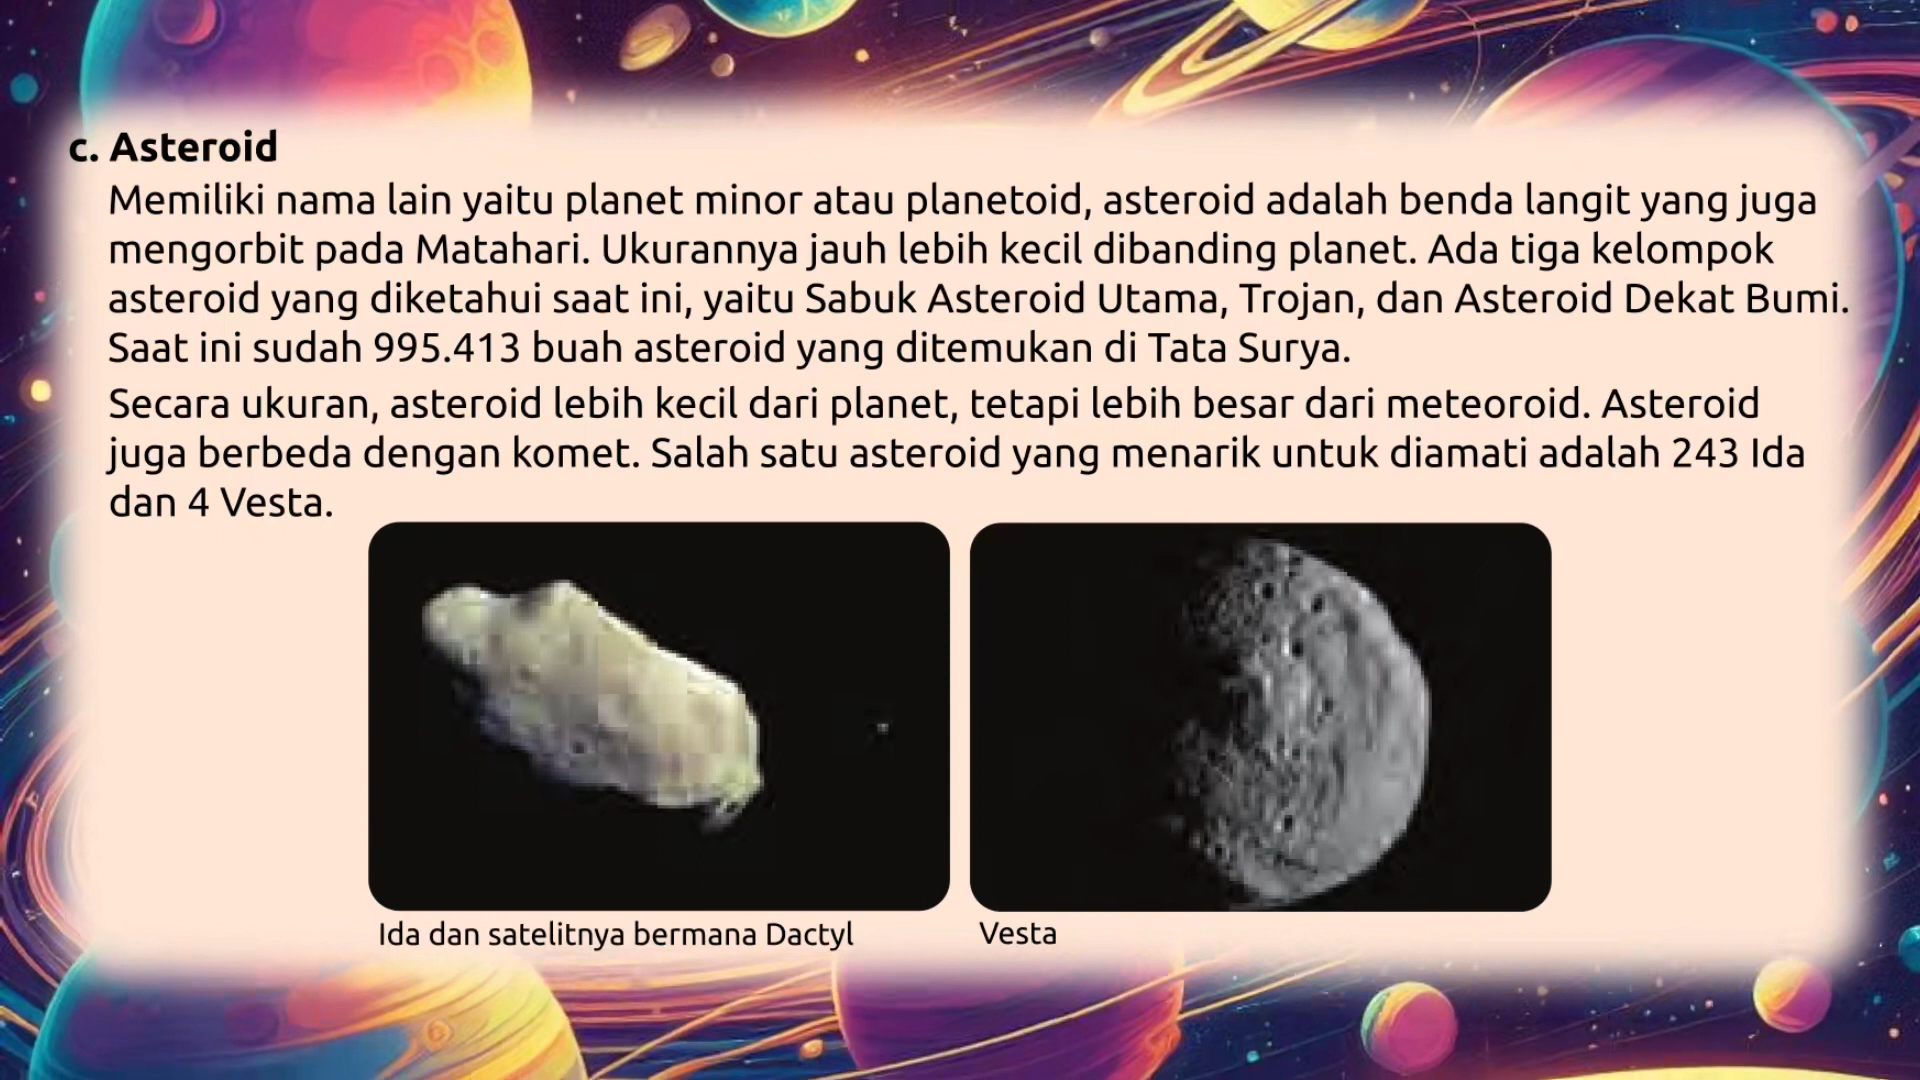 c. Asteroid
Memiliki nama lain yaitu planet minor atau planetoid, asteroid adalah benda langit yang juga
mengorbit pada Matahari. Ukurannya jauh lebih kecil dibanding planet. Ada tiga kelompok
asteroid yang diketahui saat ini, yaitu Sabuk Asteroid Utama, Trojan, dan Asteroid Dekat Bumi.
Saat ini sudah 995.413 buah asteroid yang ditemukan di Tata Surya.
Secara ukuran, asteroid lebih kecil dari planet, tetapi lebih besar dari meteoroid. Asteroid
juga berbeda dengan komet. Salah satu asteroid yang menarik untuk diamati adalah 243 Ida
dan 4 Vesta.
Ida dan satelitnya bermana Dactyl
Vesta